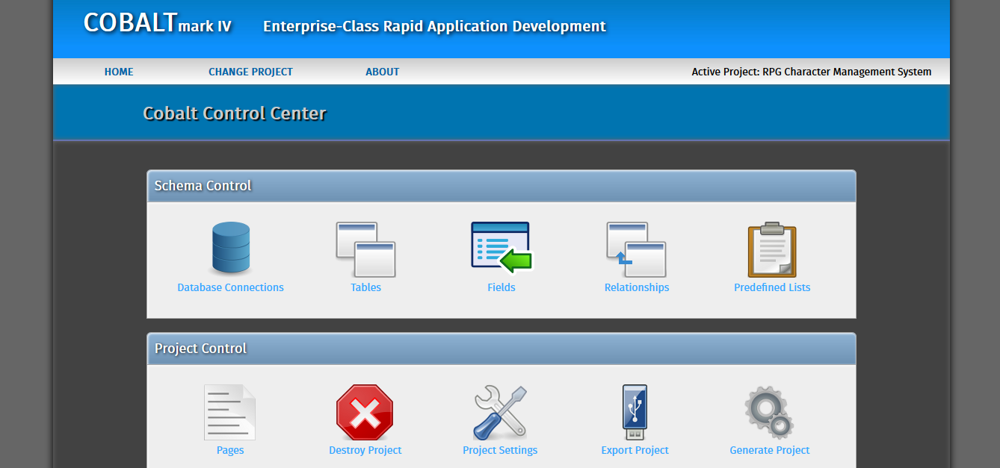 COBALT mark IV Enterprise-Class Rapid Application Development
HOME CHANGE PROJECT ABOUT Active Project: RPG Character Management System
Cobalt Control Center
Schema Control
Database Connections Tables Fields Relationships Predefined Lists
Project Control
Pages Destroy Project Project Settings Export Project Generate Project